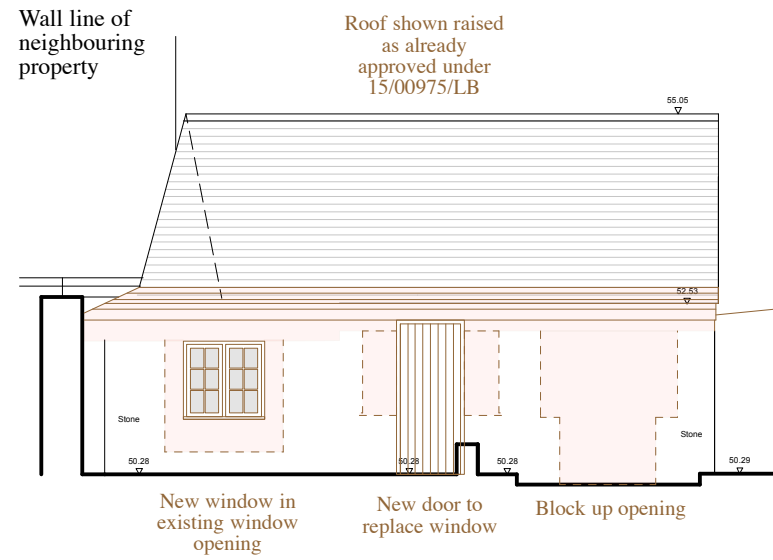 Wall line of
neighbouring
property
Roof shown raised
as already
approved under
15/00975/LB
55.05
52.53
Stone
Stone
50.28
50.28
50.28
50.29
New window in
existing window
opening
New door to
replace window
Block up opening